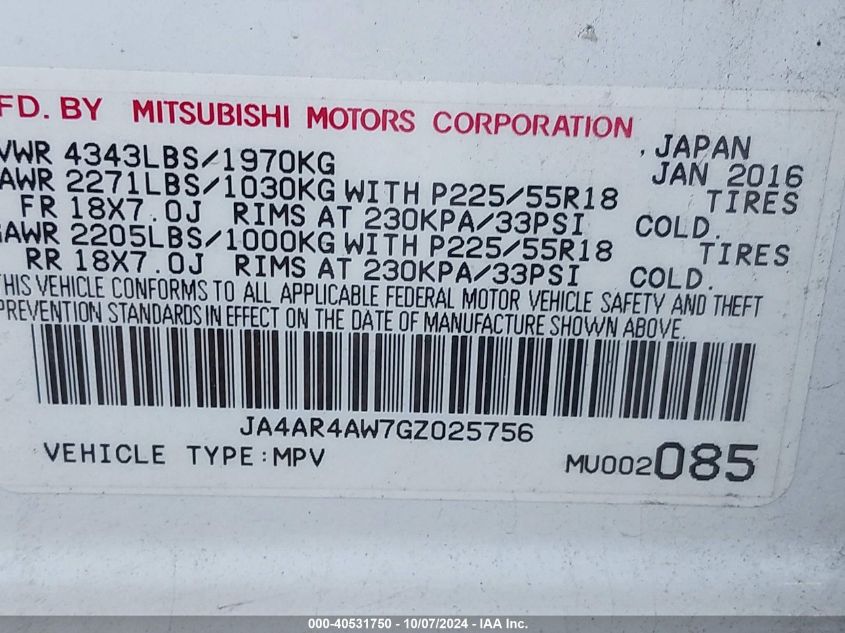 FD. BY MITSUBISHI MOTORS CORPORATION
, JAPAN
VWR 4343LBS/1970KG
JAN 2016
AWR 2271LBS/1030KG WITH P225/55R18 TIRES
FR 18X7.0J RIMS AT 230KPA/33PSI COLD.
GAWR 2205LBS/1000KG WITH P225/55R18 TIRES
RR 18X7.0J RIMS AT 230KPA/33PSI COLD.
THIS VEHICLE CONFORMS TO ALL APPLICABLE FEDERAL MOTOR VEHICLE SAFETY AND THEFT
PREVENTION STANDARDS IN EFFECT ON THE DATE OF MANUFACTURE SHOWN ABOVE.
JA4AR4AW7GZ025756
VEHICLE TYPE:MPV
MU002085
000-40531750 - 10/07/2024 - IAA Inc.